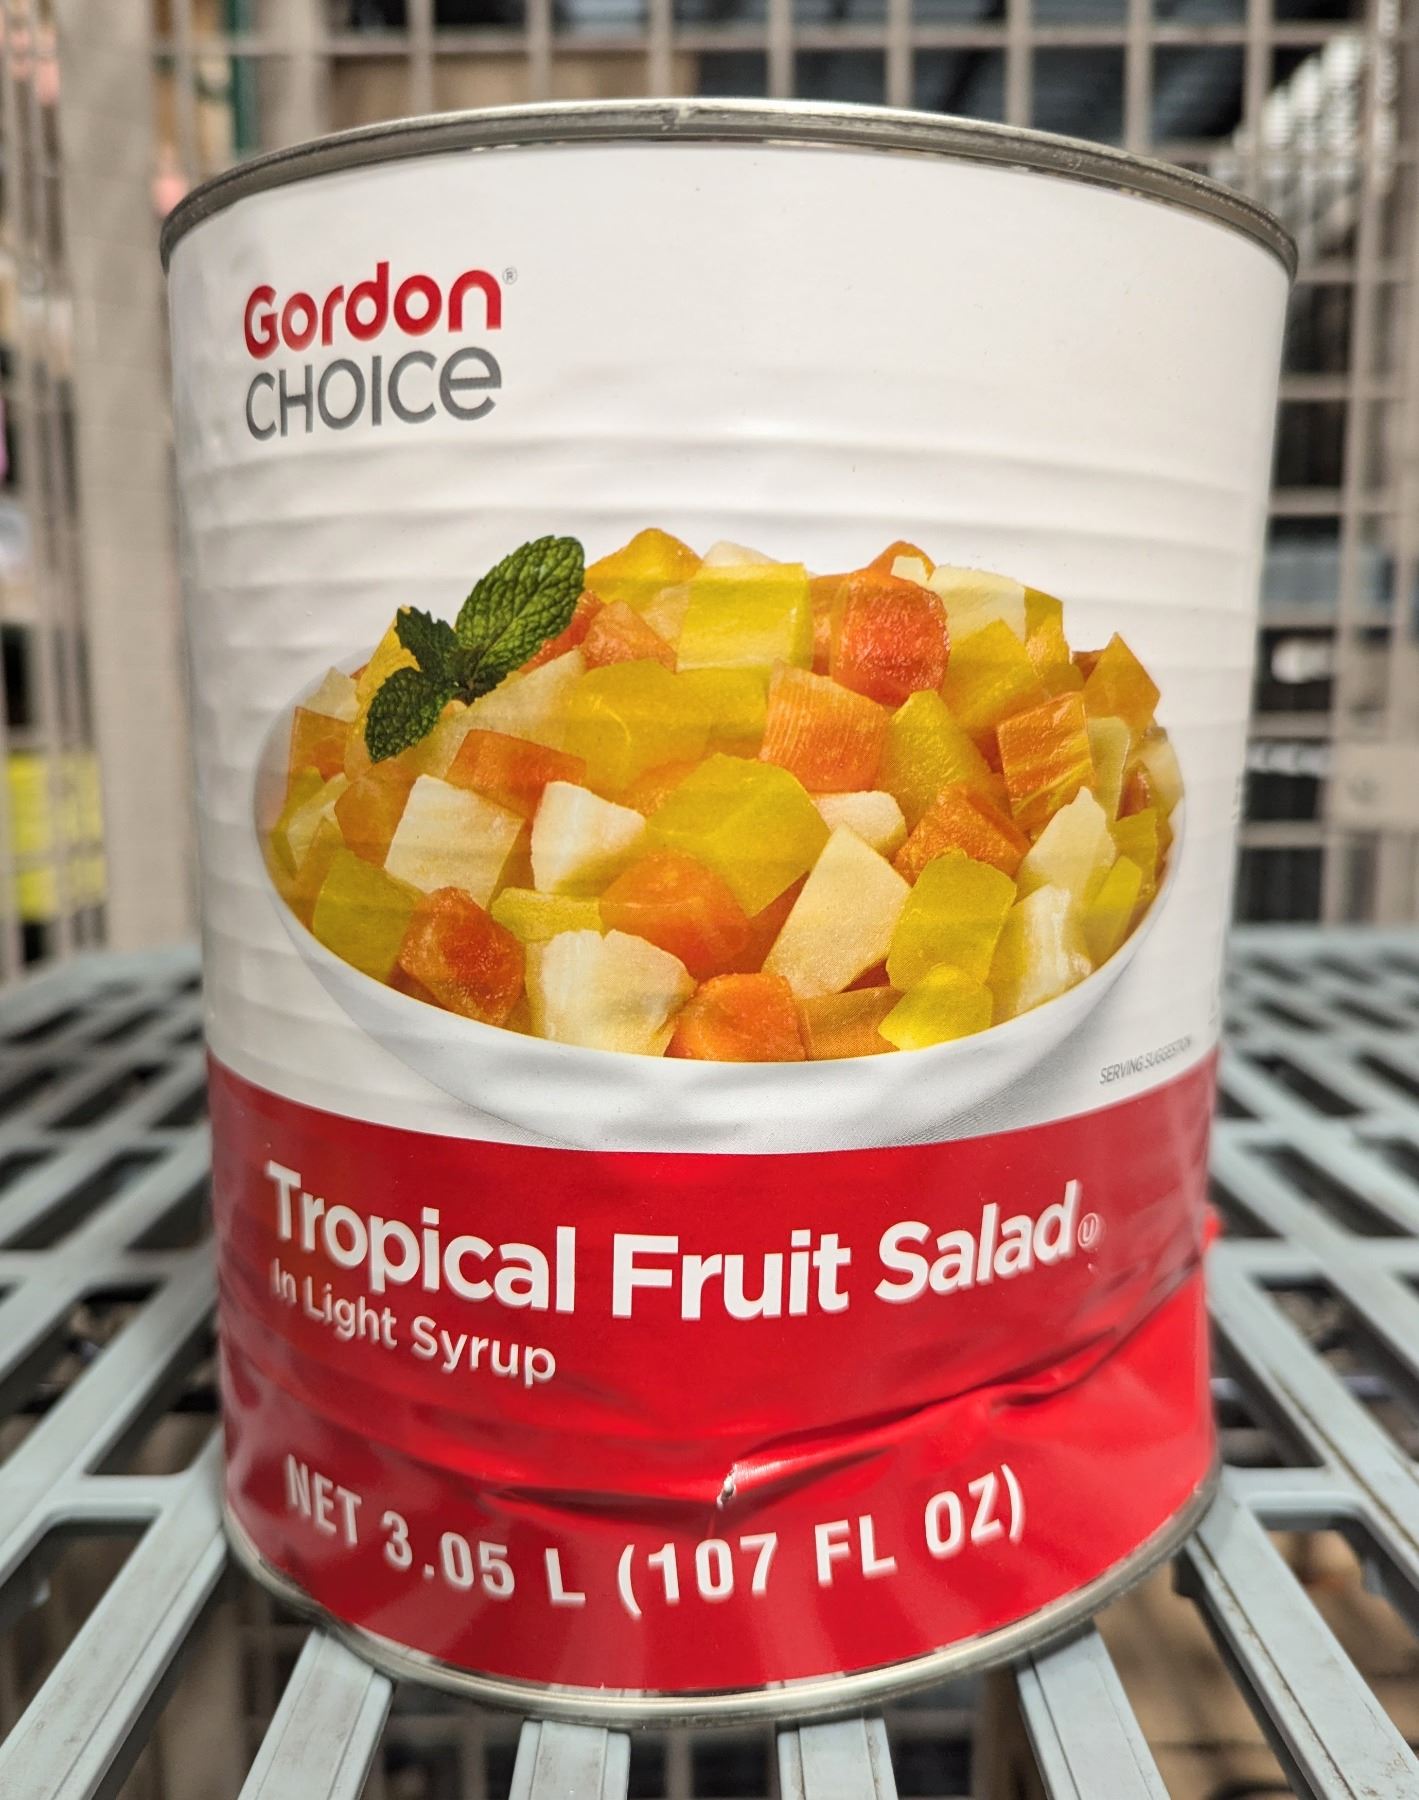 Gordon®
CHOICe
SERVING SUGGESTION
Tropical Fruit Salad Ⓤ
In Light Syrup
NET 3.05 L (107 FL OZ)